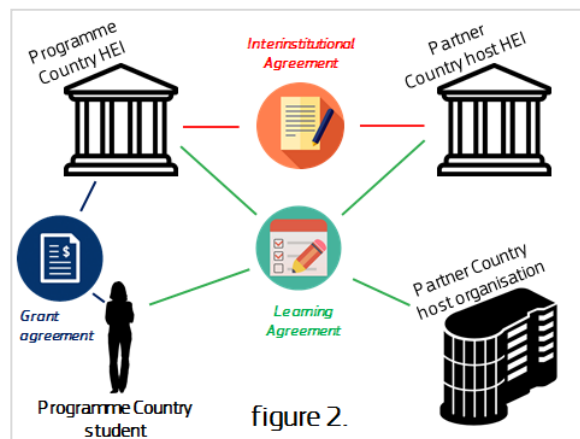 Programme
Country HEI
Interinstitutional
Agreement
Partner
Country host HEI
$
Grant
agreement
Learning
Agreement
Partner Country
host organisation
Programme Country
student
figure 2.